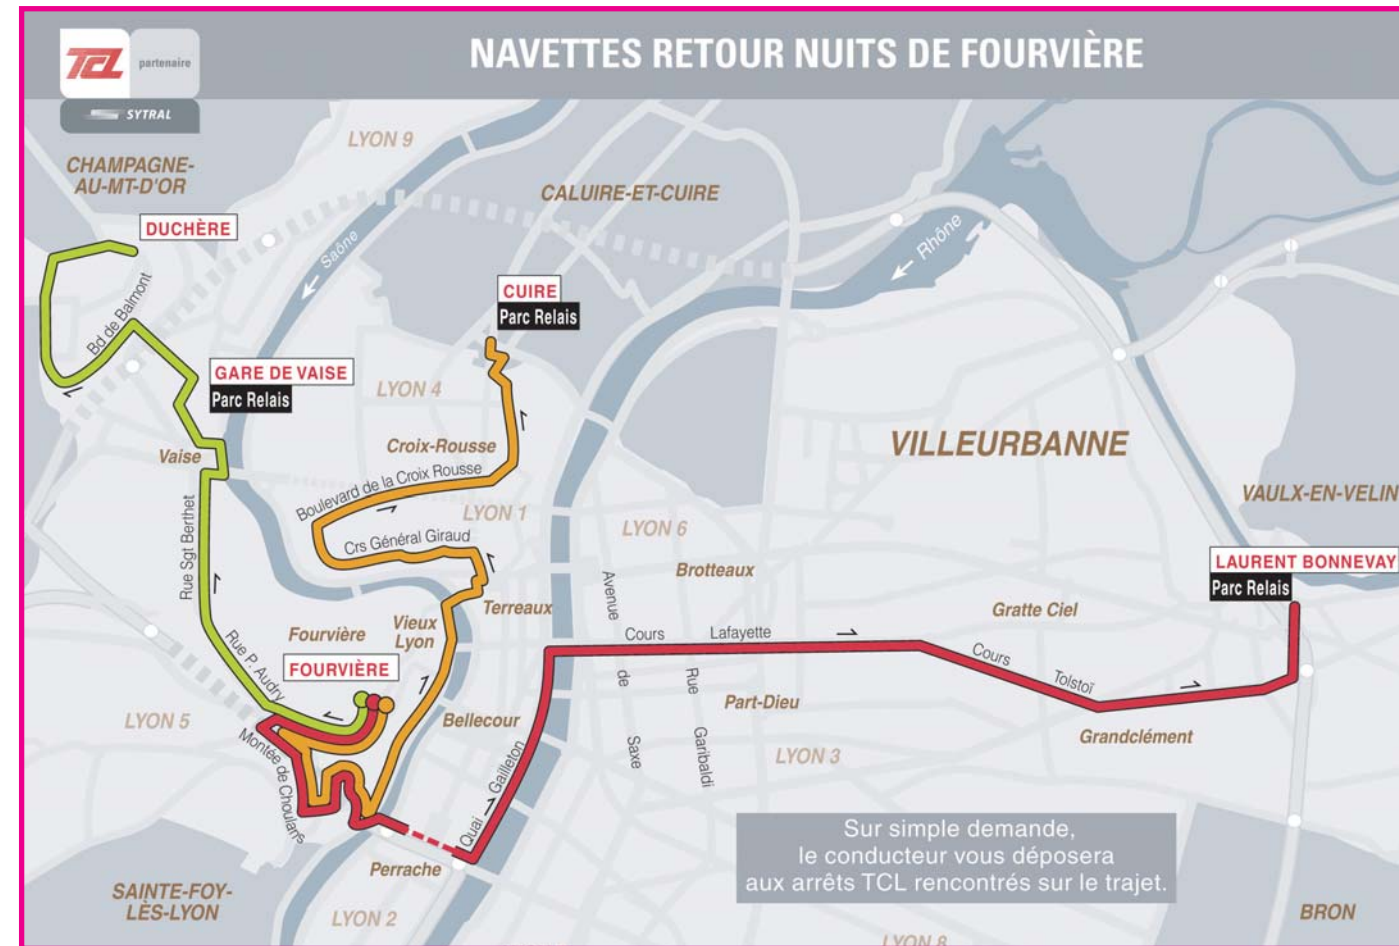 NAVETTES RETOUR NUITS DE FOURVIÈRE
TCL
partenaire
SYTRAL
LYON 9
CHAMPAGNE-
AU-MT-D'OR
CALUIRE-ET-CUIRE
DUCHÈRE
Saône
Rhône
Bd de Balmont
CUIRE
Parc Relais
GARE DE VAISE
Parc Relais
LYON 4
Croix-Rousse
VILLEURBANNE
Vaise
Boulevard de la Croix Rousse
VAULX-EN-VELIN
LYON 1
LYON 6
Crs Général Giraud
Rue Sgt Berthet
LAURENT BONNEVAY
Parc Relais
Brotteaux
Avenue
de
Saxe
Terreaux
Gratte Ciel
Vieux
Lyon
Fourvière
Cours
Lafayette
Rue P. Audry
FOURVIÈRE
Cours
Tolstoï
Rue
Garibaldi
Part-Dieu
LYON 5
Bellecour
Grandclément
Montée de Choulans
Quai
Gailleton
LYON 3
Sur simple demande,
le conducteur vous déposera
aux arrêts TCL rencontrés sur le trajet.
Perrache
SAINTE-FOY-
LÈS-LYON
LYON 2
BRON
LYON 8